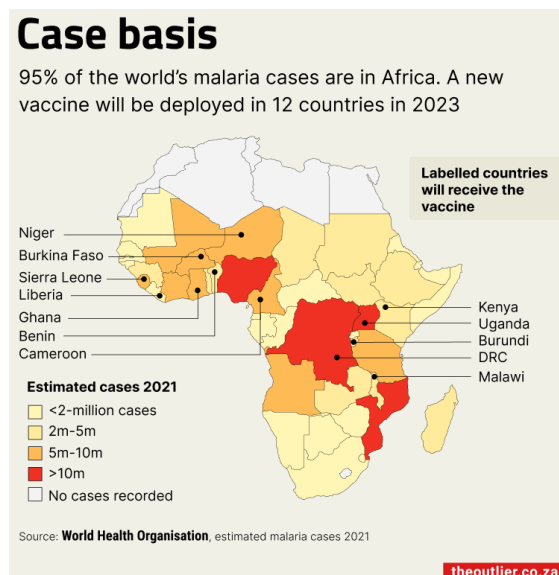 Case basis
95% of the world's malaria cases are in Africa. A new
vaccine will be deployed in 12 countries in 2023
Labelled countries
will receive the
vaccine
Niger
Burkina Faso
Sierra Leone
Liberia
Ghana
Benin
Cameroon
Kenya
Uganda
Burundi
DRC
Malawi
Estimated cases 2021
<2-million cases
2m-5m
5m-10m
>10m
No cases recorded
Source: World Health Organisation, estimated malaria cases 2021
theoutlier.co.za